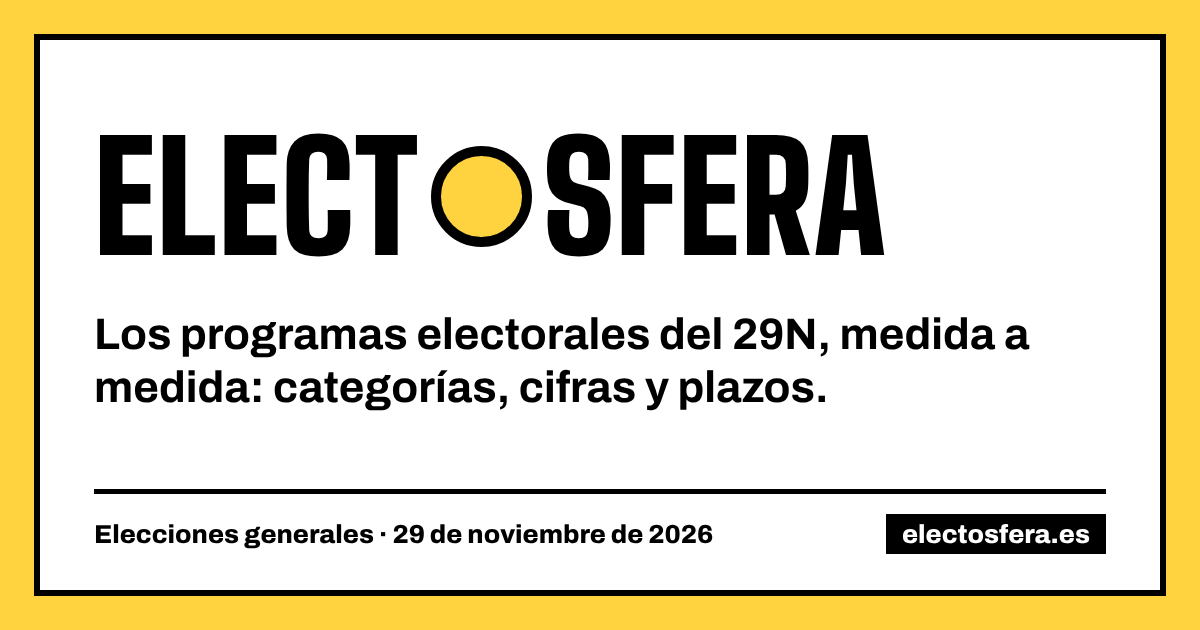 ELECTOSFERA
Los programas electorales del 29N, medida a
medida: categorías, cifras y plazos.
Elecciones generales · 29 de noviembre de 2026
electosfera.es